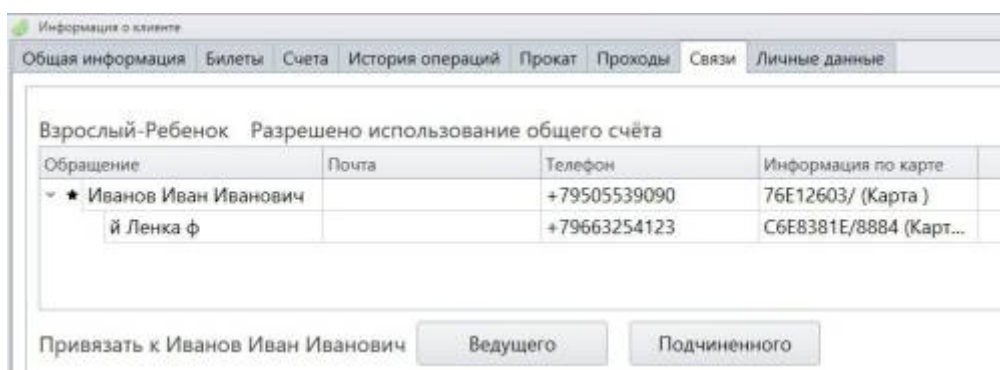 Информация о клиенте
Общая информация Билеты Счета История операций Прокат Проходы Связи Личные данные
Взрослый-Ребенок Разрешено использование общего счёта
Обращение Почта Телефон Информация по карте
Иванов Иван Иванович +79505539090 76E12603/ (Карта )
й Ленка ф +79663254123 C6E8381E/8884 (Карт...
Привязать к Иванов Иван Иванович Ведущего Подчиненного